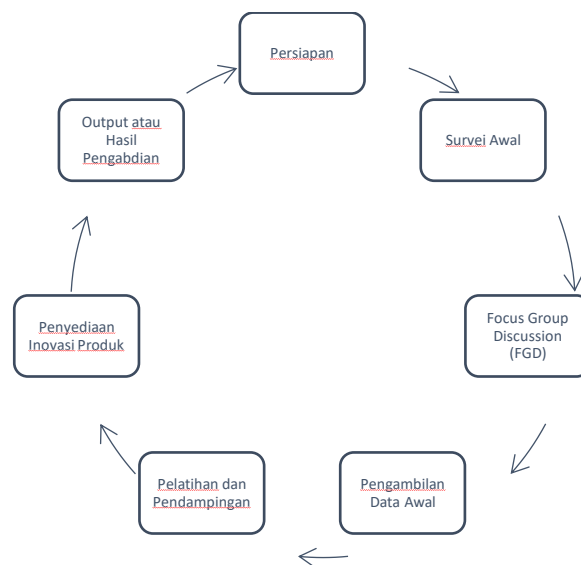 Persiapan
Survei Awal
Focus Group
Discussion
(FGD)
Pengambilan
Data Awal
Pelatihan dan
Pendampingan
Penyediaan
Inovasi Produk
Output atau
Hasil
Pengabdian